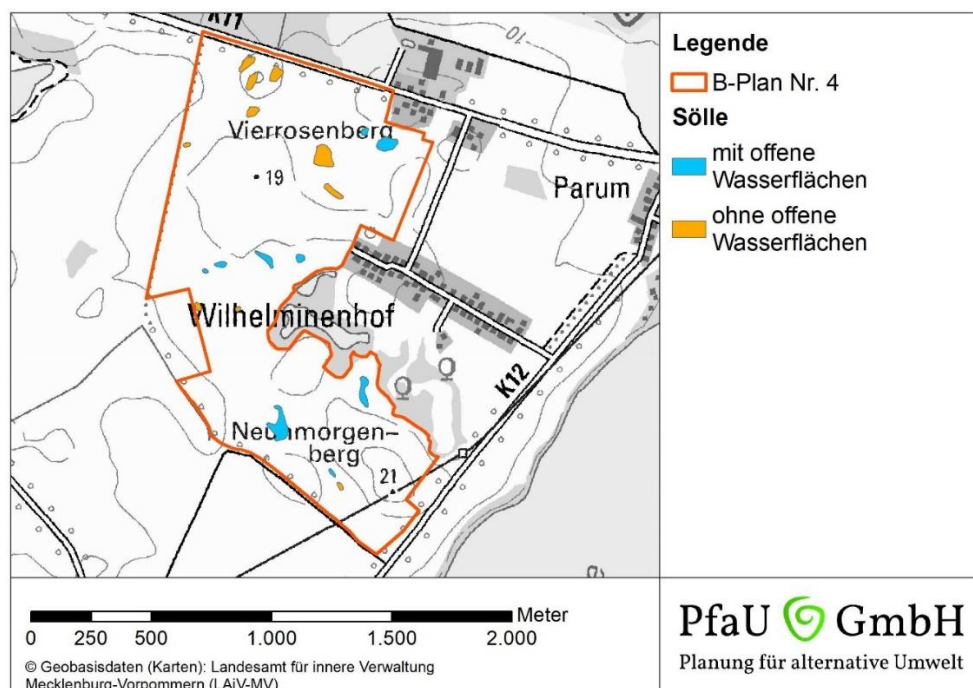 K11
10
Vierrosenberg
19
Parum
Wilhelminenhof
K12
Neunmorgen-
berg
21
Legende
B-Plan Nr. 4
Sölle
mit offene
Wasserflächen
ohne offene
Wasserflächen
Meter
0 250 500 1.000 1.500 2.000
© Geobasisdaten (Karten): Landesamt für innere Verwaltung
Mecklenburg-Vorpommern (LAiV-MV)
PfaU GmbH
Planung für alternative Umwelt